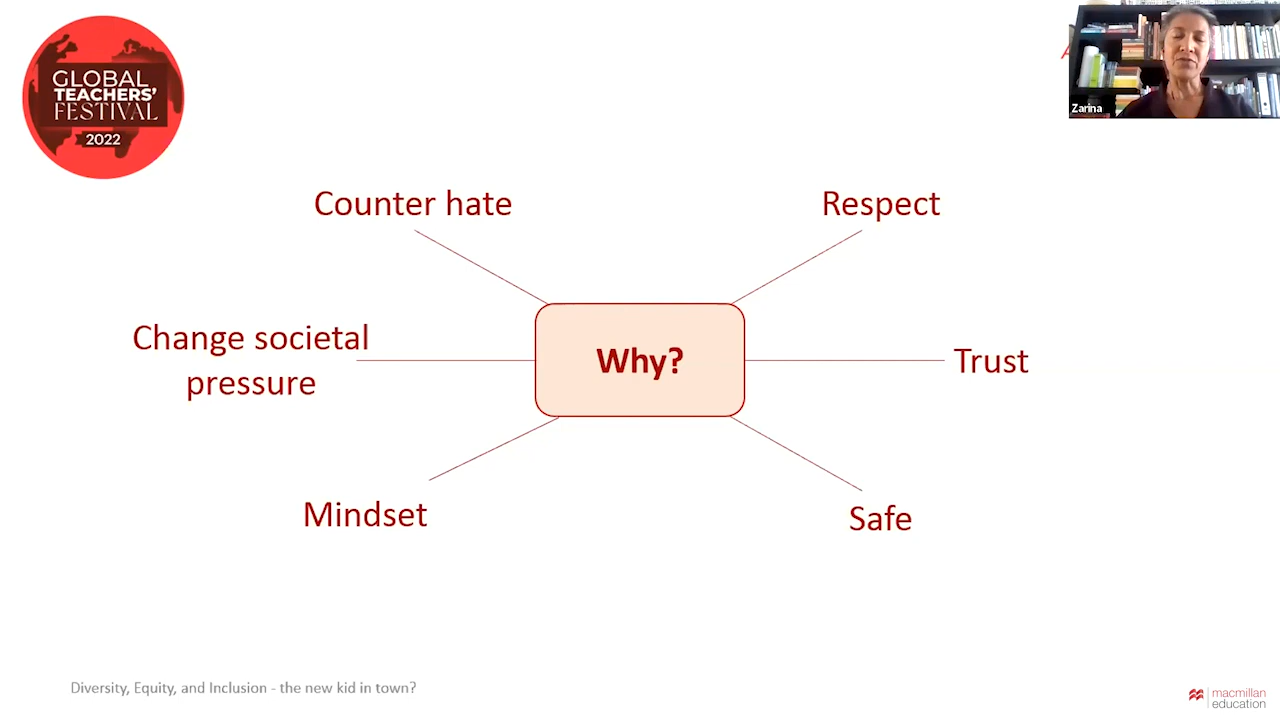 GLOBAL
TEACHERS'
FESTIVAL
2022
Zarina
Counter hate
Respect
Change societal
pressure
Why?
Trust
Mindset
Safe
Diversity, Equity, and Inclusion - the new kid in town?
macmillan
education